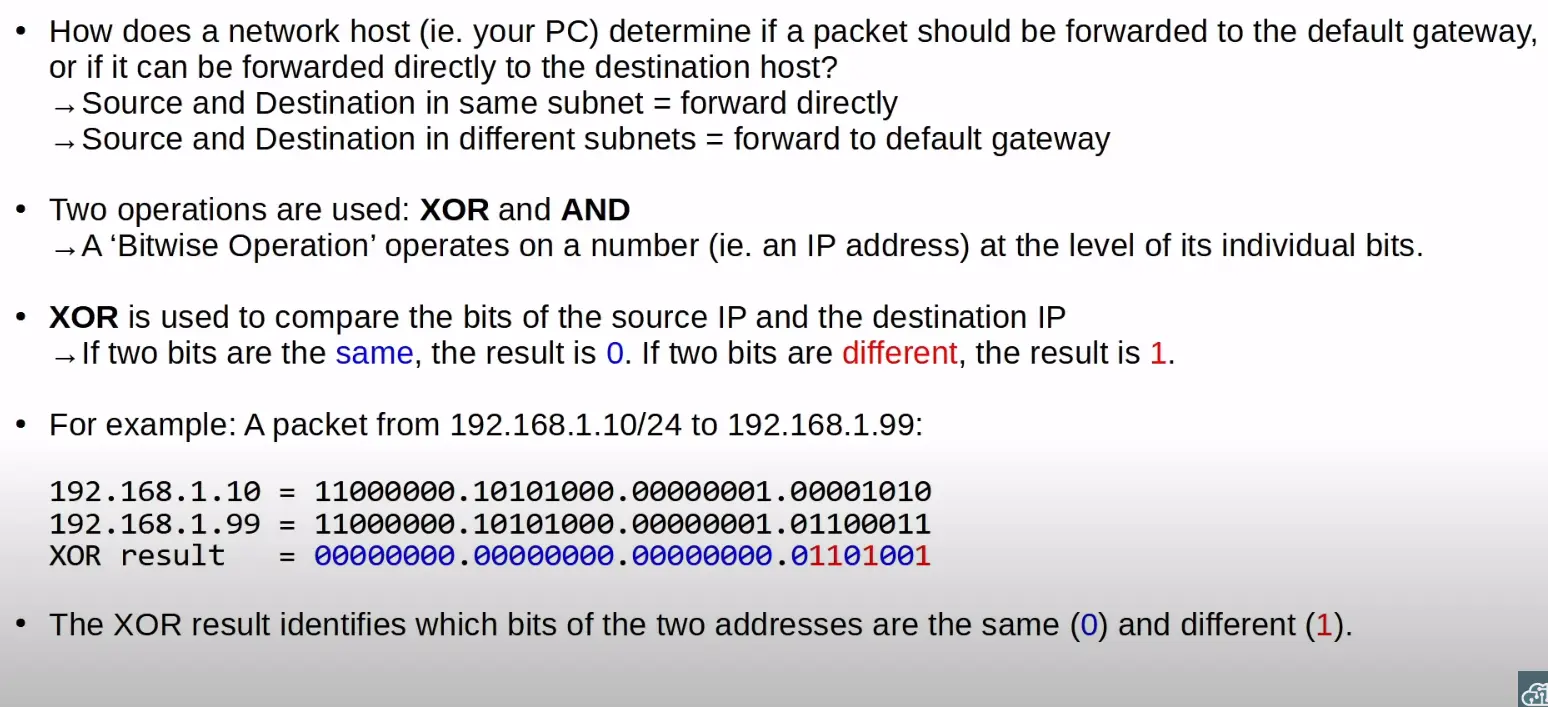 • How does a network host (ie. your PC) determine if a packet should be forwarded to the default gateway,
or if it can be forwarded directly to the destination host?
→Source and Destination in same subnet = forward directly
→Source and Destination in different subnets = forward to default gateway
• Two operations are used: XOR and AND
→A ‘Bitwise Operation’ operates on a number (ie. an IP address) at the level of its individual bits.
• XOR is used to compare the bits of the source IP and the destination IP
→If two bits are the same, the result is 0. If two bits are different, the result is 1.
• For example: A packet from 192.168.1.10/24 to 192.168.1.99:
192.168.1.10 = 11000000.10101000.00000001.00001010
192.168.1.99 = 11000000.10101000.00000001.01100011
XOR result = 00000000.00000000.00000000.01101001
• The XOR result identifies which bits of the two addresses are the same (0) and different (1).